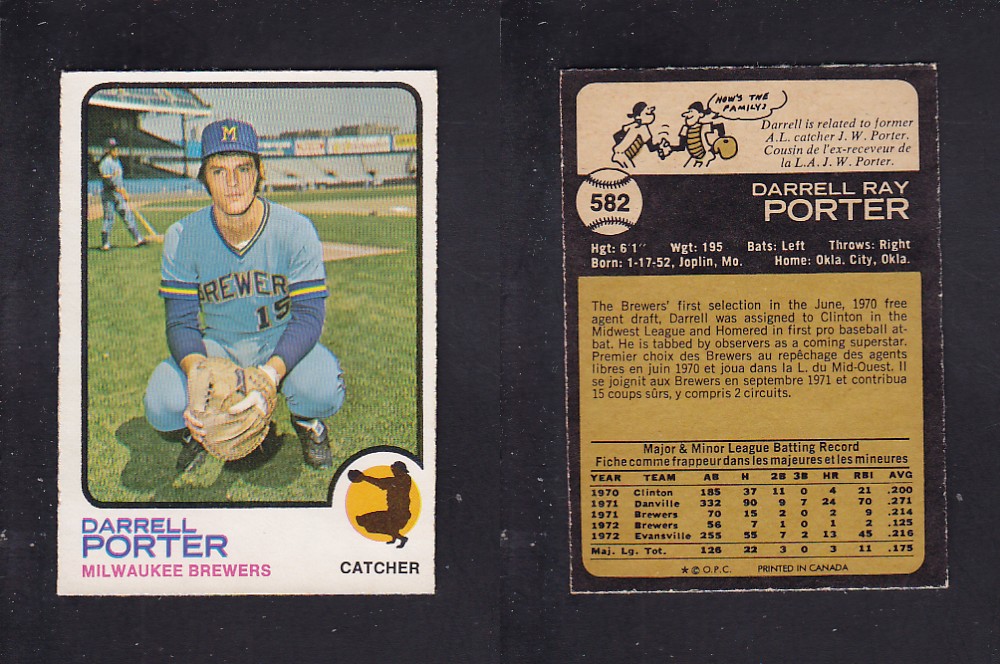 M
BREWER
15
DARRELL
PORTER
MILWAUKEE BREWERS
CATCHER
HOW'S THE
FAMILY?
Darrell is related to former
A.L. catcher J. W. Porter.
Cousin de l'ex-receveur de
la L.A. J. W. Porter.
582
DARRELL RAY
PORTER
Hgt: 6'1" Wgt: 195 Bats: Left Throws: Right
Born: 1-17-52, Joplin, Mo. Home: Okla. City, Okla.
The Brewers' first selection in the June, 1970 free
agent draft, Darrell was assigned to Clinton in the
Midwest League and Homered in first pro baseball at-
bat. He is tabbed by observers as a coming superstar.
Premier choix des Brewers au repêchage des agents
libres en juin 1970 et joua dans la L. du Mid-Ouest. Il
se joignit aux Brewers en septembre 1971 et contribua
15 coups sûrs, y compris 2 circuits.
Major & Minor League Batting Record
Fiche comme frappeur dans les majeures et les mineures
YEAR TEAM AB H 2B 3B HR RBI AVG
1970 Clinton 185 37 11 0 4 21 .200
1971 Danville 332 90 9 7 24 70 .271
1971 Brewers 70 15 2 0 2 9 .214
1972 Brewers 56 7 1 0 1 2 .125
1972 Evansville 255 55 7 2 13 45 .216
Maj. Lg. Tot. 126 22 3 0 3 11 .175
★ © O.P.C. PRINTED IN CANADA